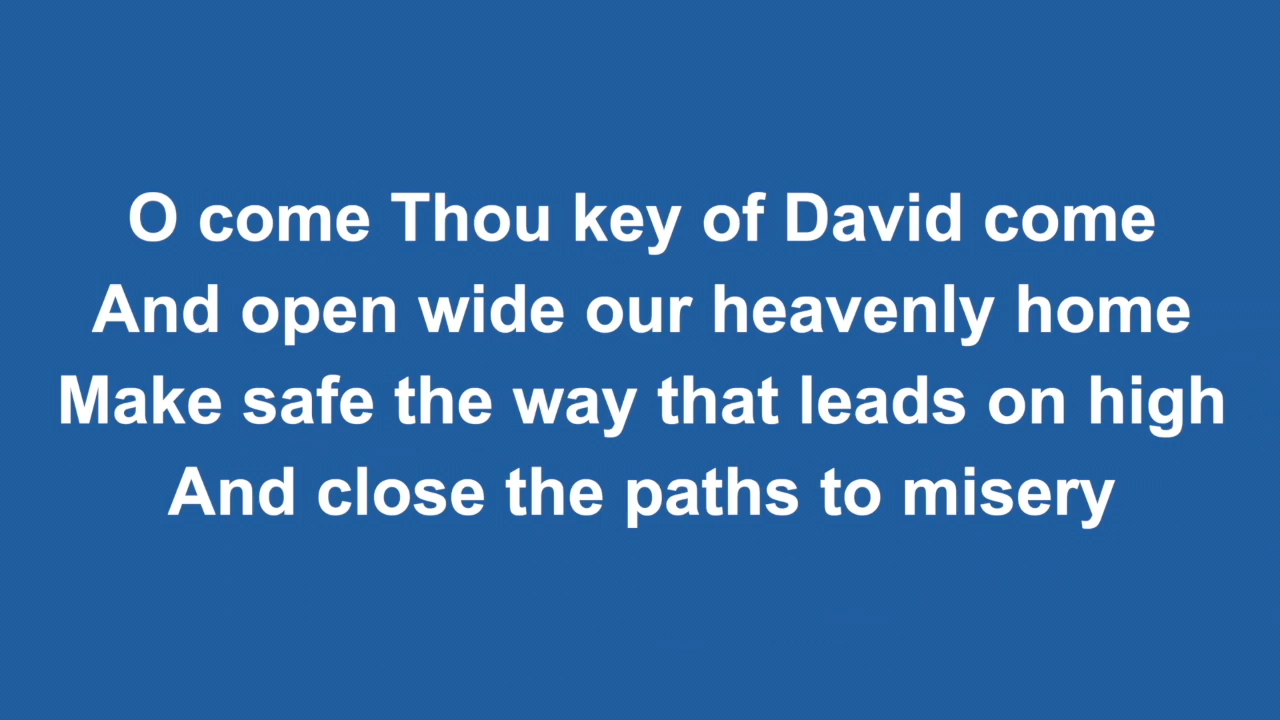 O come Thou key of David come
And open wide our heavenly home
Make safe the way that leads on high
And close the paths to misery